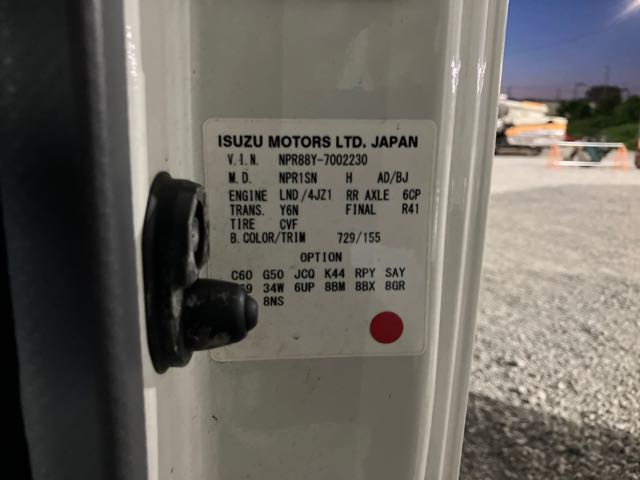 ISUZU MOTORS LTD. JAPAN
V.I.N. NPR88Y-7002230
M.D. NPR1SN H AD/BJ
ENGINE LND/4JZ1 RR AXLE 6CP
TRANS. Y6N FINAL R41
TIRE CVF
B.COLOR/TRIM 729/155
OPTION
C60 G50 JCQ K44 RPY SAY
34W 6UP 8BM 8BX 8GR
8NS